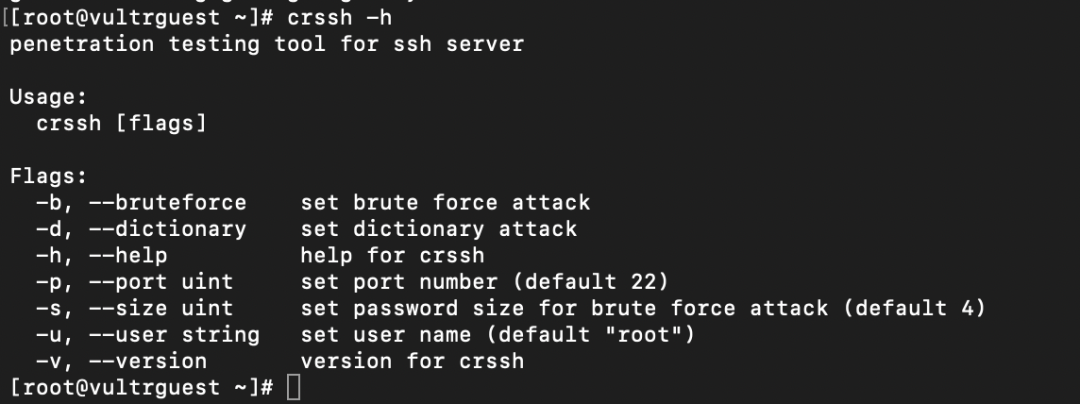 [[root@vultrguest ~]# crssh -h
penetration testing tool for ssh server
Usage:
crssh [flags]
Flags:
-b, --bruteforce set brute force attack
-d, --dictionary set dictionary attack
-h, --help help for crssh
-p, --port uint set port number (default 22)
-s, --size uint set password size for brute force attack (default 4)
-u, --user string set user name (default "root")
-v, --version version for crssh
[root@vultrguest ~]#